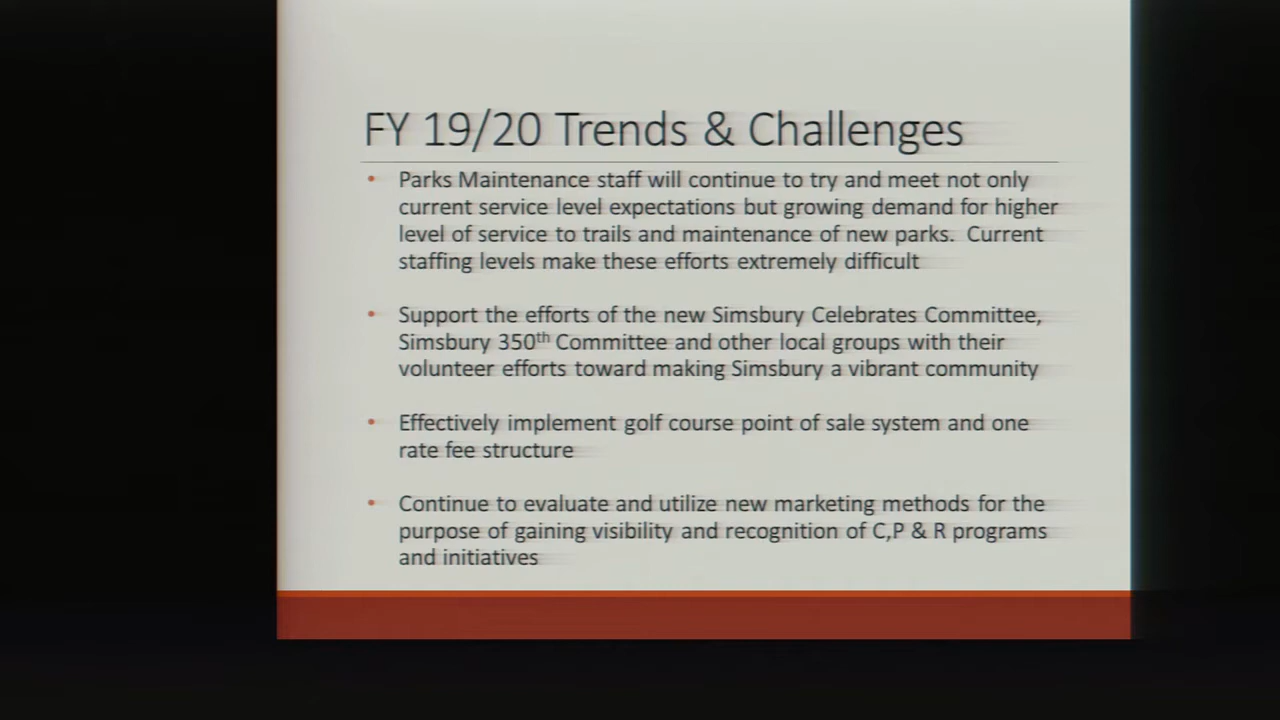 FY 19/20 Trends & Challenges
• Parks Maintenance staff will continue to try and meet not only
current service level expectations but growing demand for higher
level of service to trails and maintenance of new parks. Current
staffing levels make these efforts extremely difficult
• Support the efforts of the new Simsbury Celebrates Committee,
Simsbury 350th Committee and other local groups with their
volunteer efforts toward making Simsbury a vibrant community
• Effectively implement golf course point of sale system and one
rate fee structure
• Continue to evaluate and utilize new marketing methods for the
purpose of gaining visibility and recognition of C,P & R programs
and initiatives